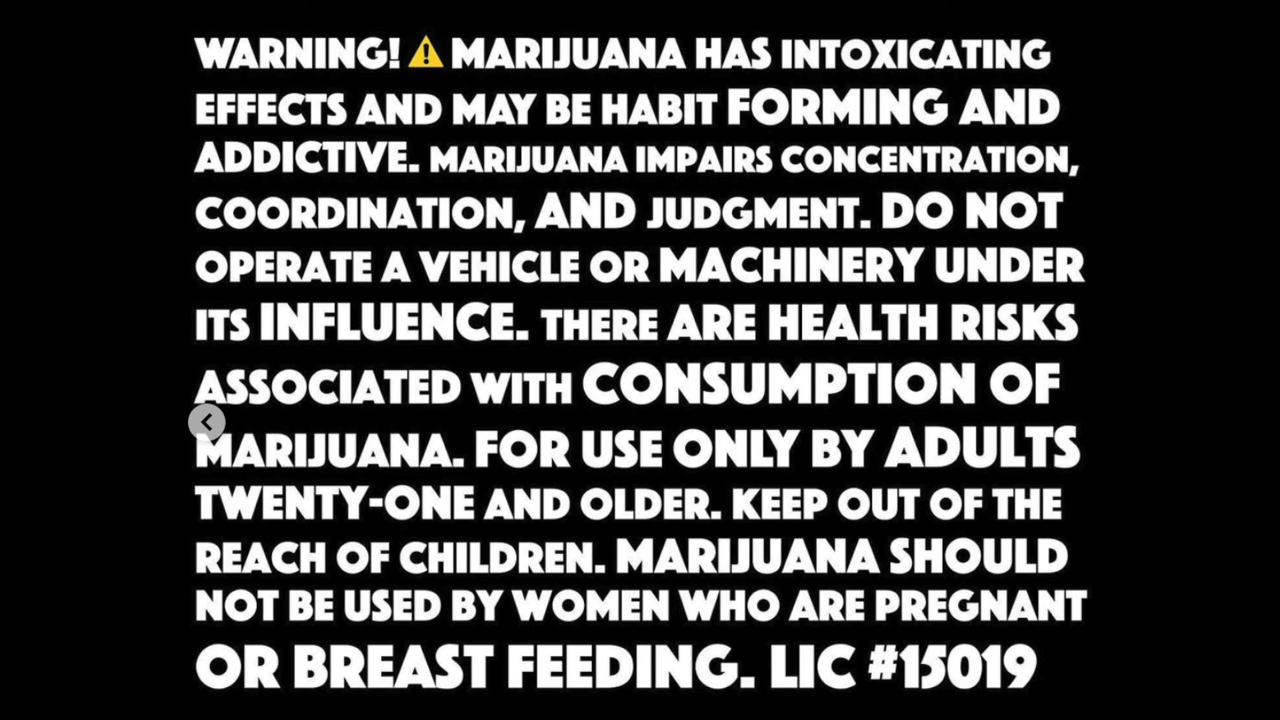 WARNING! ⚠ MARIJUANA HAS INTOXICATING
EFFECTS AND MAY BE HABIT FORMING AND
ADDICTIVE. MARIJUANA IMPAIRS CONCENTRATION,
COORDINATION, AND JUDGMENT. DO NOT
OPERATE A VEHICLE OR MACHINERY UNDER
ITS INFLUENCE. THERE ARE HEALTH RISKS
ASSOCIATED WITH CONSUMPTION OF
MARIJUANA. FOR USE ONLY BY ADULTS
TWENTY-ONE AND OLDER. KEEP OUT OF THE
REACH OF CHILDREN. MARIJUANA SHOULD
NOT BE USED BY WOMEN WHO ARE PREGNANT
OR BREAST FEEDING. LIC #15019